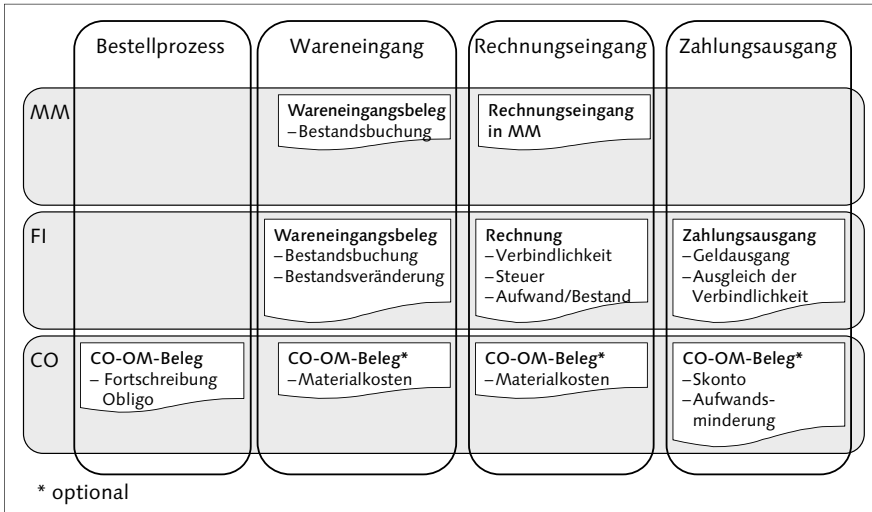 Bestellprozess
Wareneingang
Rechnungseingang
Zahlungsausgang
MM
Wareneingangsbeleg
–Bestandsbuchung
Rechnungseingang
in MM
FI
Wareneingangsbeleg
–Bestandsbuchung
–Bestandsveränderung
Rechnung
–Verbindlichkeit
–Steuer
–Aufwand/Bestand
Zahlungsausgang
–Geldausgang
–Ausgleich der
Verbindlichkeit
CO
CO-OM-Beleg
– Fortschreibung
Obligo
CO-OM-Beleg*
–Materialkosten
CO-OM-Beleg*
–Materialkosten
CO-OM-Beleg*
–Skonto
–Aufwands-
minderung
* optional